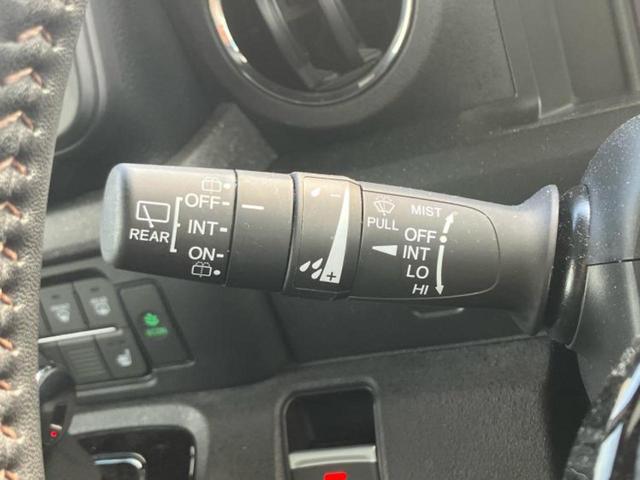 REAR
OFF
INT
ON
- 
+
PULL
MIST
OFF
INT
LO
HI